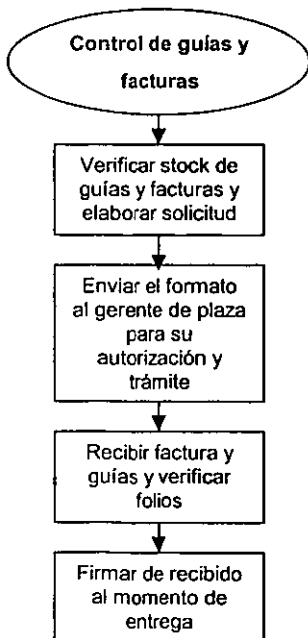 Control de guías y
facturas
Verificar stock de
guías y facturas y
elaborar solicitud
Enviar el formato
al gerente de plaza
para su
autorización y
trámite
Recibir factura y
guías y verificar
folios
Firmar de recibido
al momento de
entrega